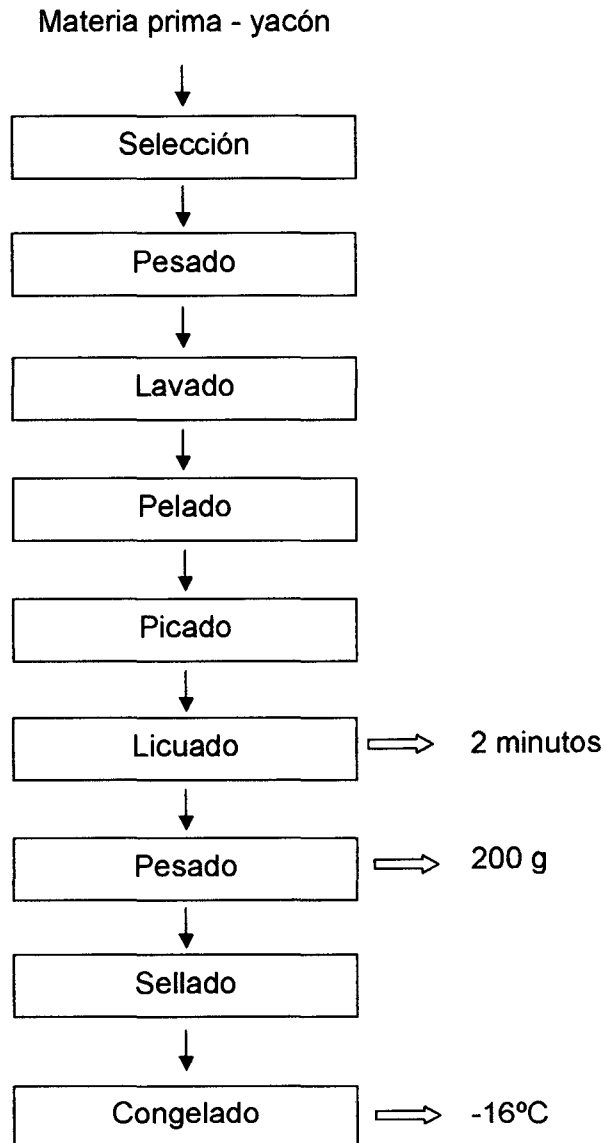 Materia prima - yacón
Selección
Pesado
Lavado
Pelado
Picado
Licuado
2 minutos
Pesado
200 g
Sellado
Congelado
-16ºC